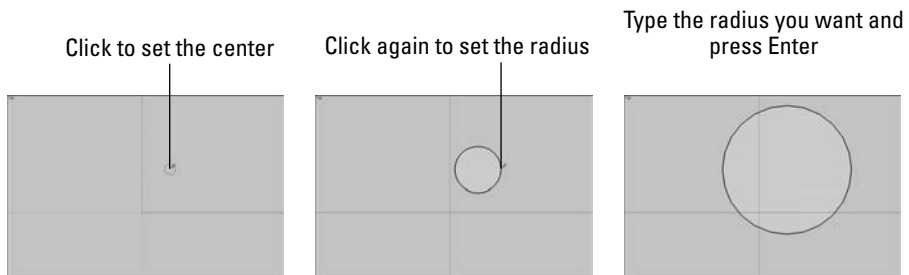 Click to set the center
Click again to set the radius
Type the radius you want and
press Enter